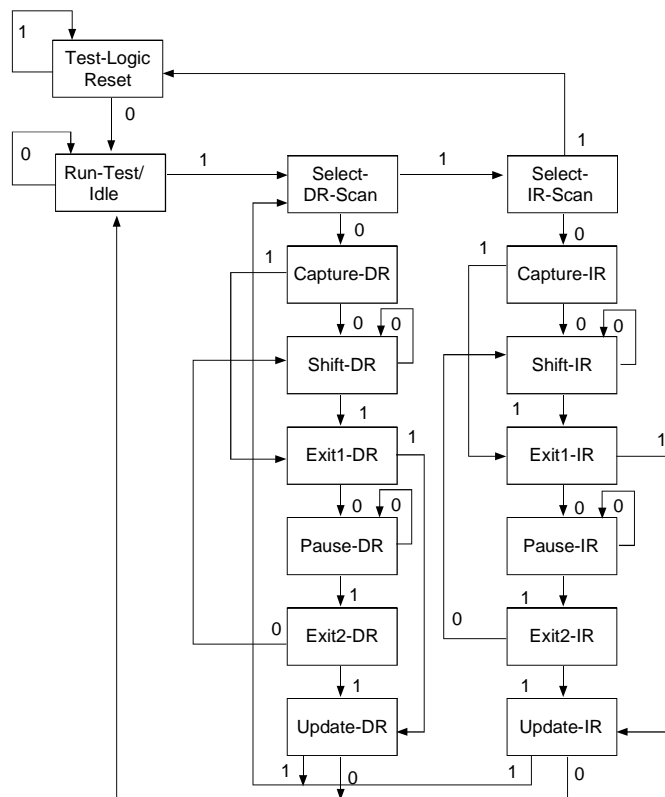 1
Test-Logic
Reset
0
0
Run-Test/
Idle
1
Select-
DR-Scan
1
Select-
IR-Scan
1
0
0
1
Capture-DR
1
Capture-IR
0
0
0
0
Shift-DR
Shift-IR
1
1
Exit1-DR
1
Exit1-IR
1
0
0
0
0
Pause-DR
Pause-IR
1
1
0
Exit2-DR
0
Exit2-IR
1
1
Update-DR
Update-IR
1
0
1
0